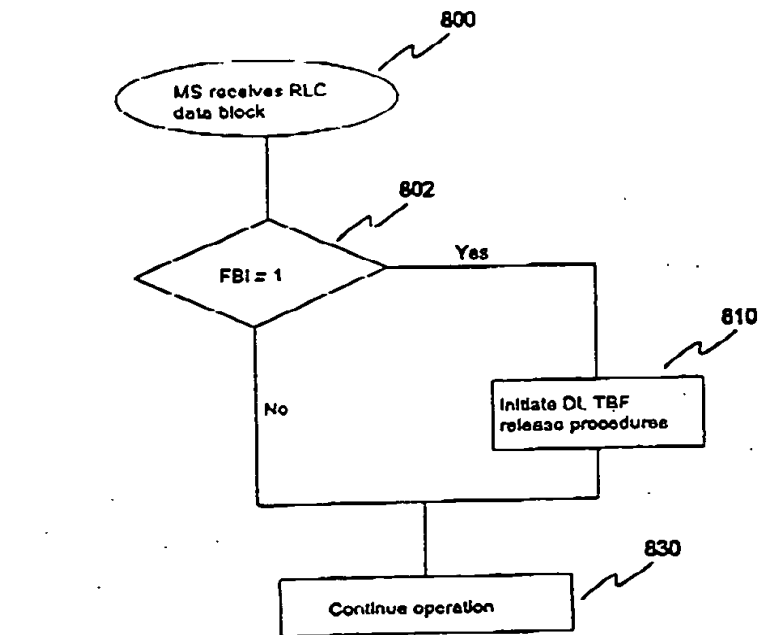 800
MS receives RLC
data block
802
FBI = 1
Yes
810
No
Initiate DL TBF
release procedures
830
Continue operation